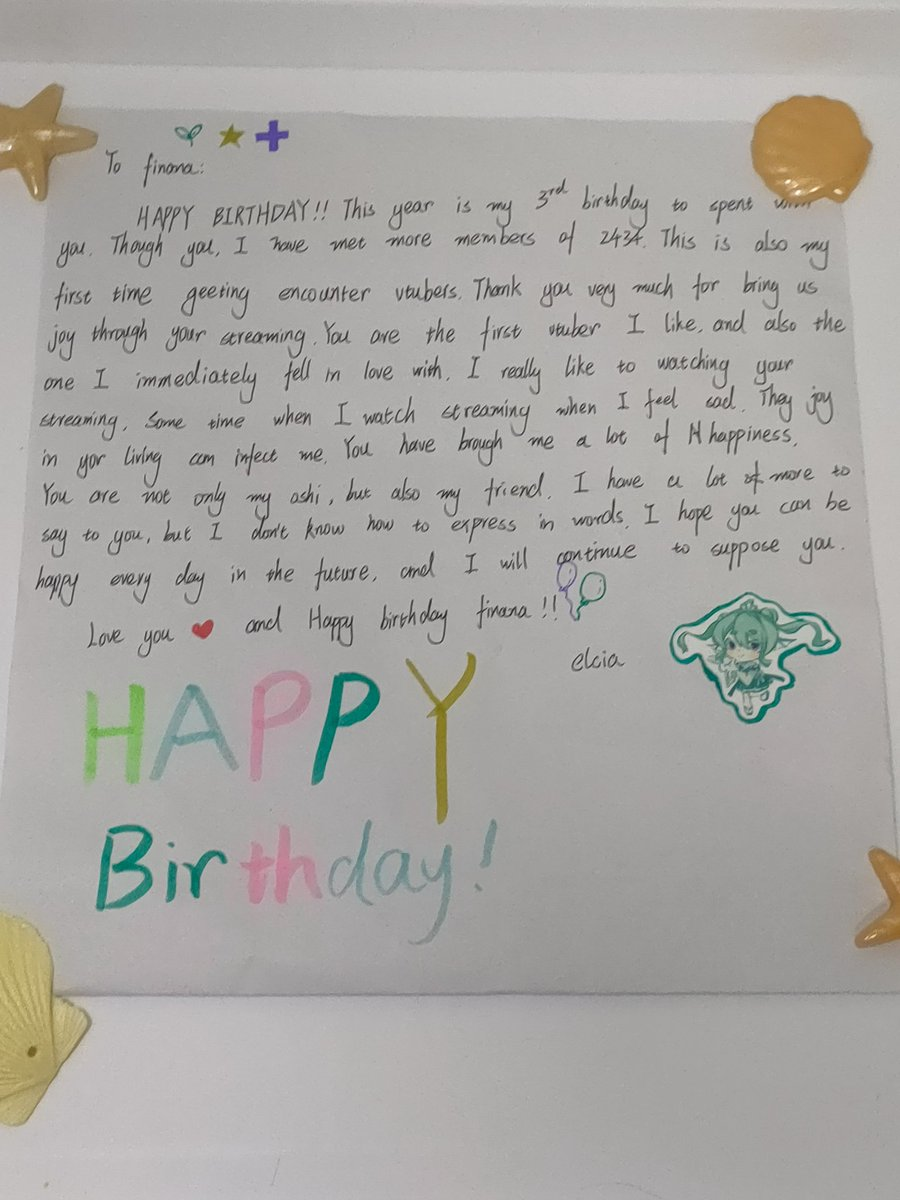 To finana:
HAPPY BIRTHDAY!! This year is my 3rd birthday to spent with
you. Though you, I have met more members of 2434. This is also my
first time geeting encounter vtubers. Thank you very much for bring us
joy through your streaming. You are the first vtuber I like, and also the
one I immediately fell in love with. I really like to watching your
streaming. Some time when I watch streaming when I feel sad. They joy
in yor living can infect me. You have brough me a lot of happiness.
You are not only my oshi, but also my friend. I have a lot of more to
say to you, but I don't know how to express in words. I hope you can be
happy every day in the future, and I will continue to suppose you.
Love you ❤ and Happy birthday finana!!
elcia
HAPPY
Birthday!